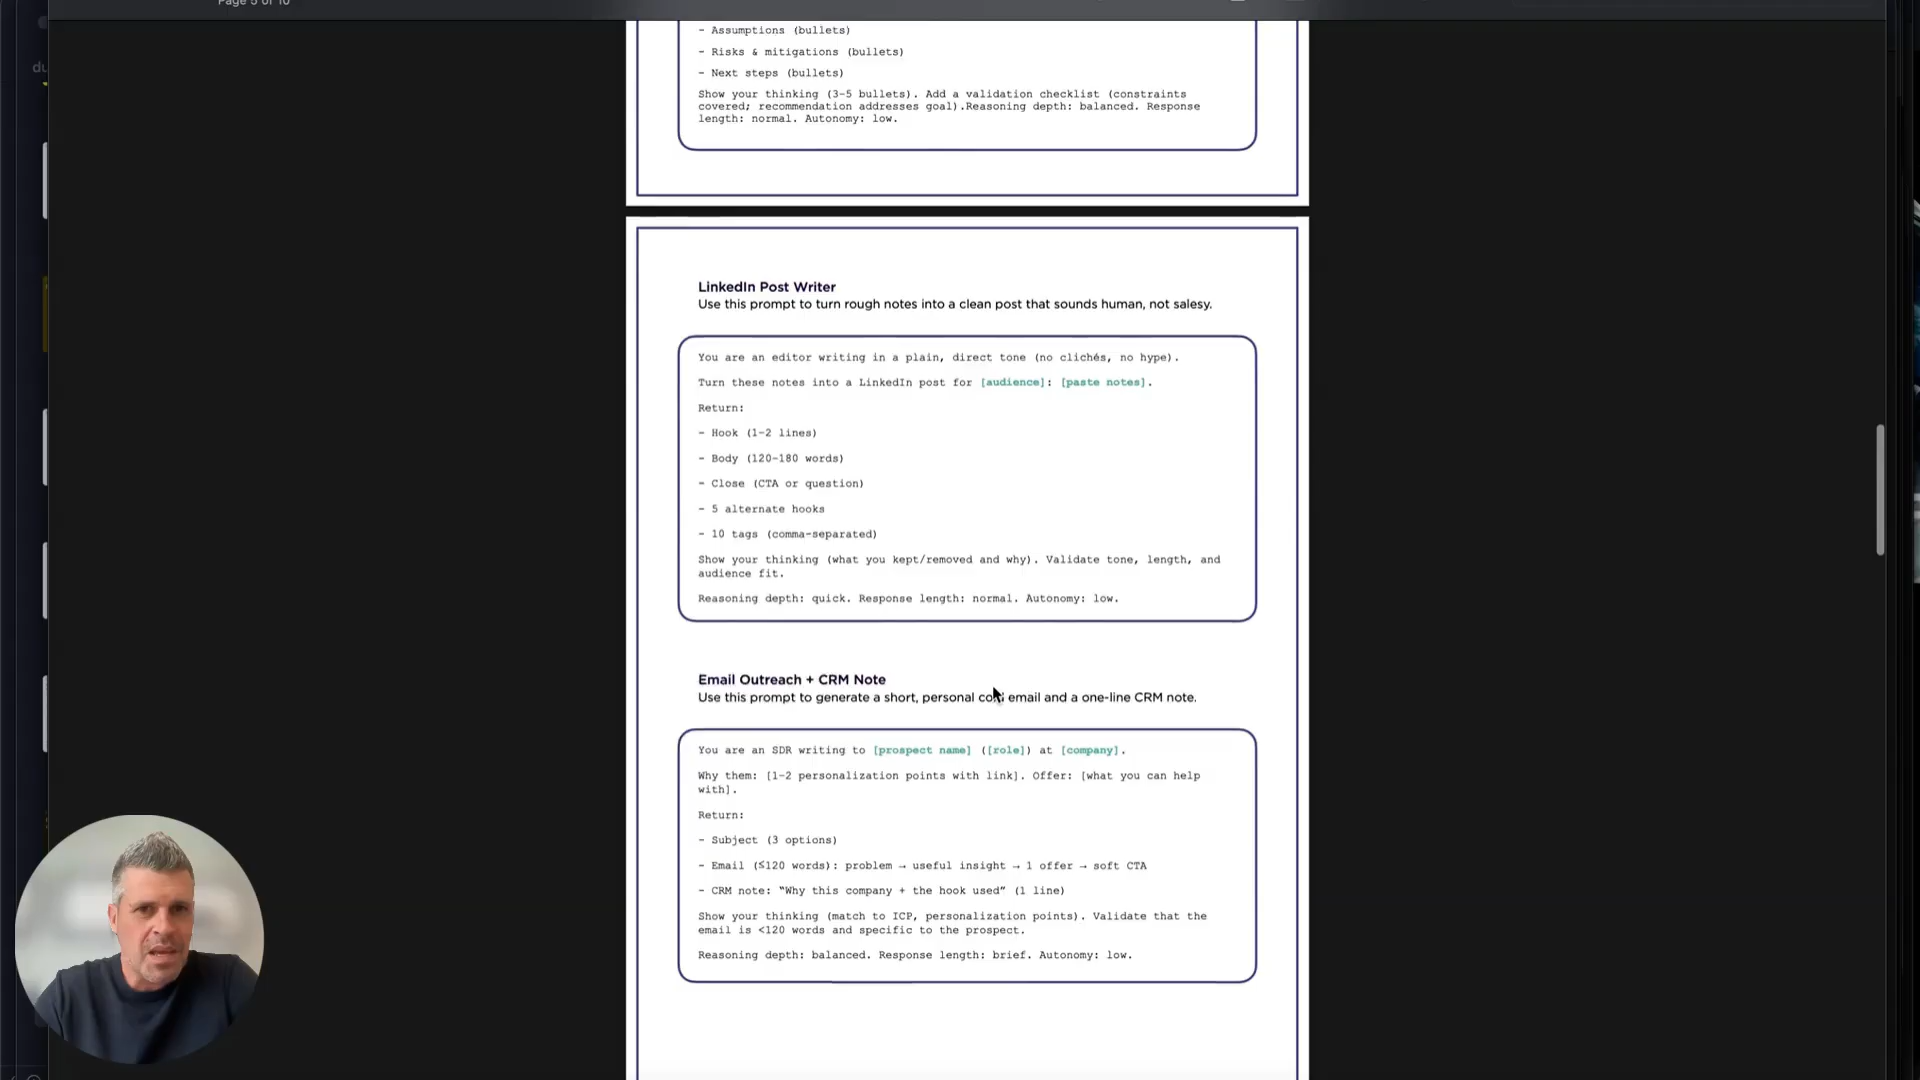 Page 5 of 10
- Assumptions (bullets)
- Risks & mitigations (bullets)
- Next steps (bullets)
Show your thinking (3-5 bullets). Add a validation checklist (constraints
covered; recommendation addresses goal).Reasoning depth: balanced. Response
length: normal. Autonomy: low.
LinkedIn Post Writer
Use this prompt to turn rough notes into a clean post that sounds human, not salesy.
You are an editor writing in a plain, direct tone (no clichés, no hype).
Turn these notes into a LinkedIn post for [audience]: [paste notes].
Return:
- Hook (1-2 lines)
- Body (120-180 words)
- Close (CTA or question)
- 5 alternate hooks
- 10 tags (comma-separated)
Show your thinking (what you kept/removed and why). Validate tone, length, and
audience fit.
Reasoning depth: quick. Response length: normal. Autonomy: low.
Email Outreach + CRM Note
Use this prompt to generate a short, personal cold email and a one-line CRM note.
You are an SDR writing to [prospect name] ([role]) at [company].
Why them: [1-2 personalization points with link]. Offer: [what you can help
with].
Return:
- Subject (3 options)
- Email (≤120 words): problem → useful insight → 1 offer → soft CTA
- CRM note: “Why this company + the hook used” (1 line)
Show your thinking (match to ICP, personalization points). Validate that the
email is <120 words and specific to the prospect.
Reasoning depth: balanced. Response length: brief. Autonomy: low.